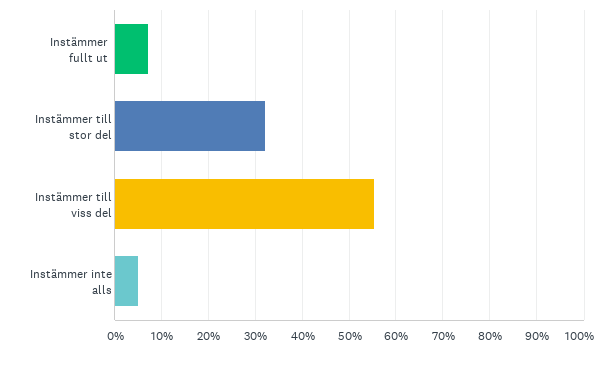 Instämmer
fullt ut
Instämmer till
stor del
Instämmer till
viss del
Instämmer inte
alls
0% 10% 20% 30% 40% 50% 60% 70% 80% 90% 100%